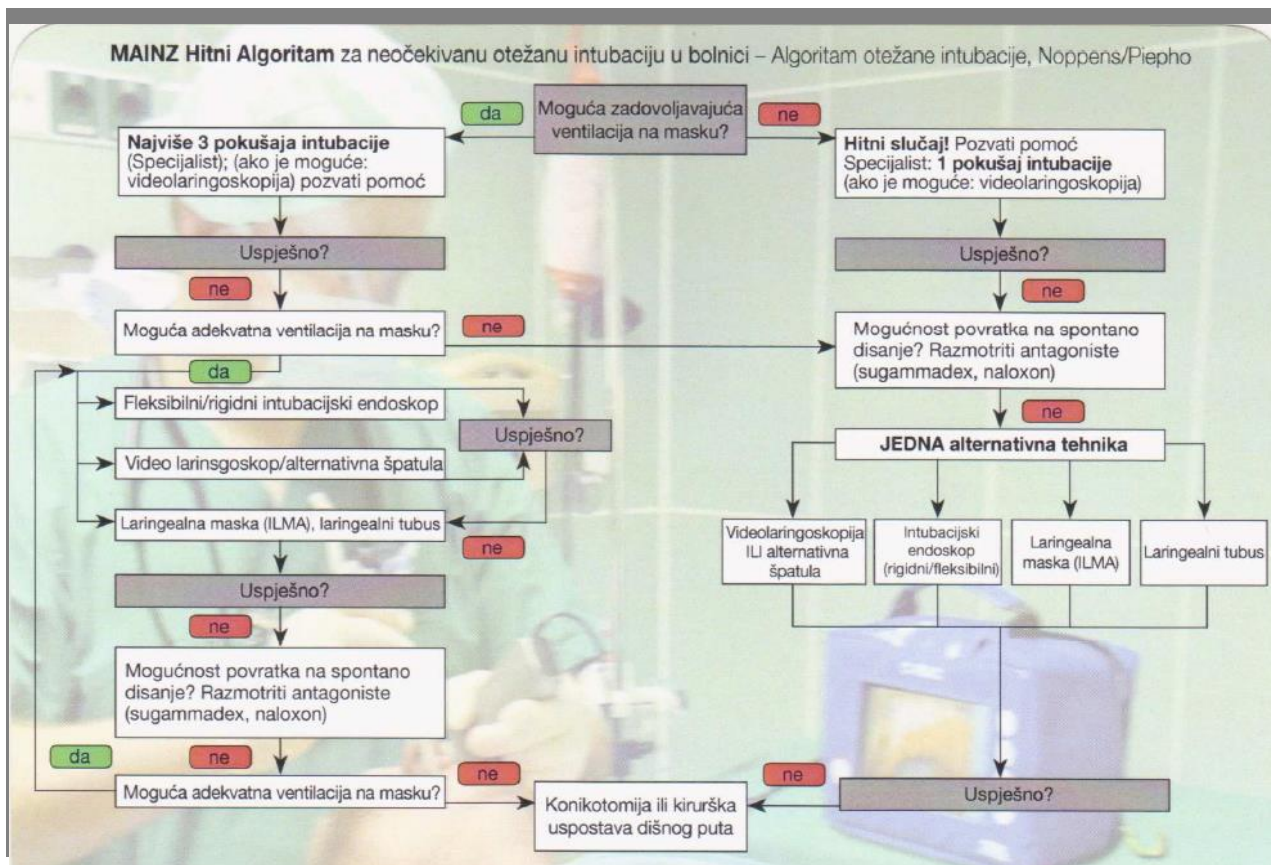 MAINZ Hitni Algoritam za neočekivanu otežanu intubaciju u bolnici – Algoritam otežane intubacije, Noppens/Piepho
da
Moguća zadovoljavajuća
ventilacija na masku?
ne
Najviše 3 pokušaja intubacije
(Specijalist); (ako je moguće:
videolaringoskopija) pozvati pomoć
Hitni slučaj! Pozvati pomoć
Specijalist: 1 pokušaj intubacije
(ako je moguće: videolaringoskopija)
Uspješno?
Uspješno?
ne
ne
Moguća adekvatna ventilacija na masku?
ne
Mogućnost povratka na spontano
disanje? Razmotriti antagoniste
(sugammadex, naloxon)
da
ne
Fleksibilni/rigidni intubacijski endoskop
Uspješno?
JEDNA alternativna tehnika
Video larinsgoskop/alternativna špatula
Laringealna maska (ILMA), laringealni tubus
ne
Videolaringoskopija
ILI alternativna
špatula
Intubacijski
endoskop
(rigidni/fleksibilni)
Laringealna
maska (ILMA)
Laringealni tubus
Uspješno?
ne
Mogućnost povratka na spontano
disanje? Razmotriti antagoniste
(sugammadex, naloxon)
da
ne
Moguća adekvatna ventilacija na masku?
ne
Konikotomija ili kirurška
uspostava dišnog puta
ne
Uspješno?